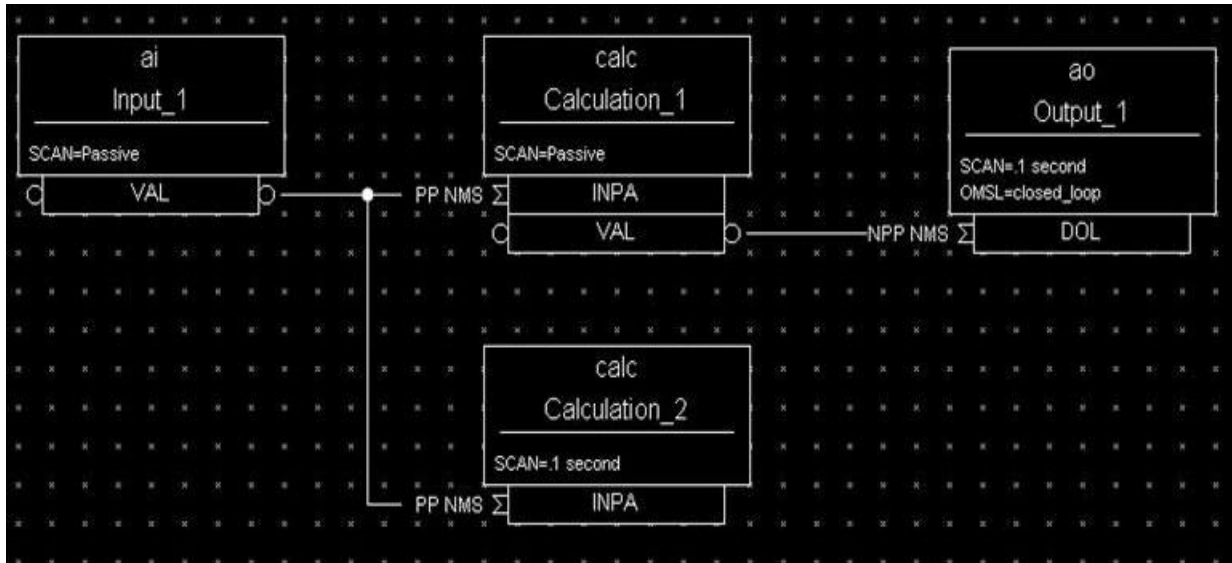 ai
Input_1
SCAN=Passive
VAL
calc
Calculation_1
SCAN=Passive
PP NMS INPA
VAL
ao
Output_1
SCAN=.1 second
OMSL=closed_loop
NPP NMS DOL
calc
Calculation_2
SCAN=.1 second
PP NMS INPA